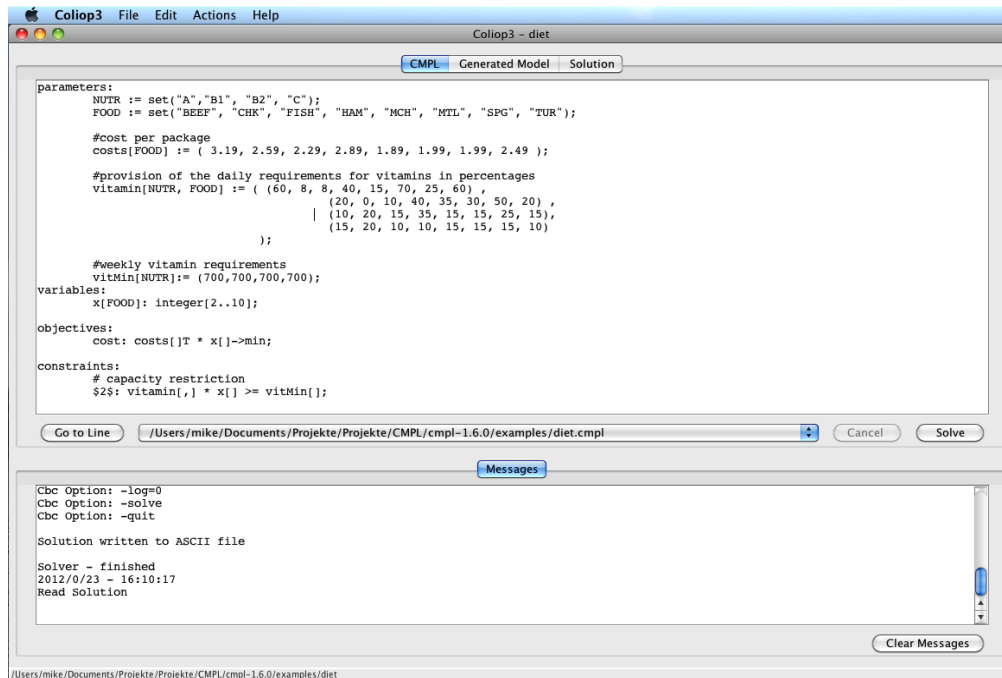 Coliop3 File Edit Actions Help
Coliop3 – diet
CMPL Generated Model Solution
parameters:
NUTR := set("A","B1", "B2", "C");
FOOD := set("BEEF", "CHK", "FISH", "HAM", "MCH", "MTL", "SPG", "TUR");
#cost per package
costs[FOOD] := ( 3.19, 2.59, 2.29, 2.89, 1.89, 1.99, 1.99, 2.49 );
#provision of the daily requirements for vitamins in percentages
vitamin[NUTR, FOOD] := ( (60, 8, 8, 40, 15, 70, 25, 60) ,
(20, 0, 10, 40, 35, 30, 50, 20) ,
(10, 20, 15, 35, 15, 15, 25, 15),
(15, 20, 10, 10, 15, 15, 15, 10)
);
#weekly vitamin requirements
vitMin[NUTR]:= (700,700,700,700);
variables:
x[FOOD]: integer[2..10];
objectives:
cost: costs[]T * x[]->min;
constraints:
# capacity restriction
$2$: vitamin[,] * x[] >= vitMin[];
Go to Line /Users/mike/Documents/Projekte/Projekte/CMPL/cmpl-1.6.0/examples/diet.cmpl Cancel Solve
Messages
Cbc Option: -log=0
Cbc Option: -solve
Cbc Option: -quit
Solution written to ASCII file
Solver – finished
2012/0/23 – 16:10:17
Read Solution
Clear Messages
/Users/mike/Documents/Projekte/Projekte/CMPL/cmpl-1.6.0/examples/diet